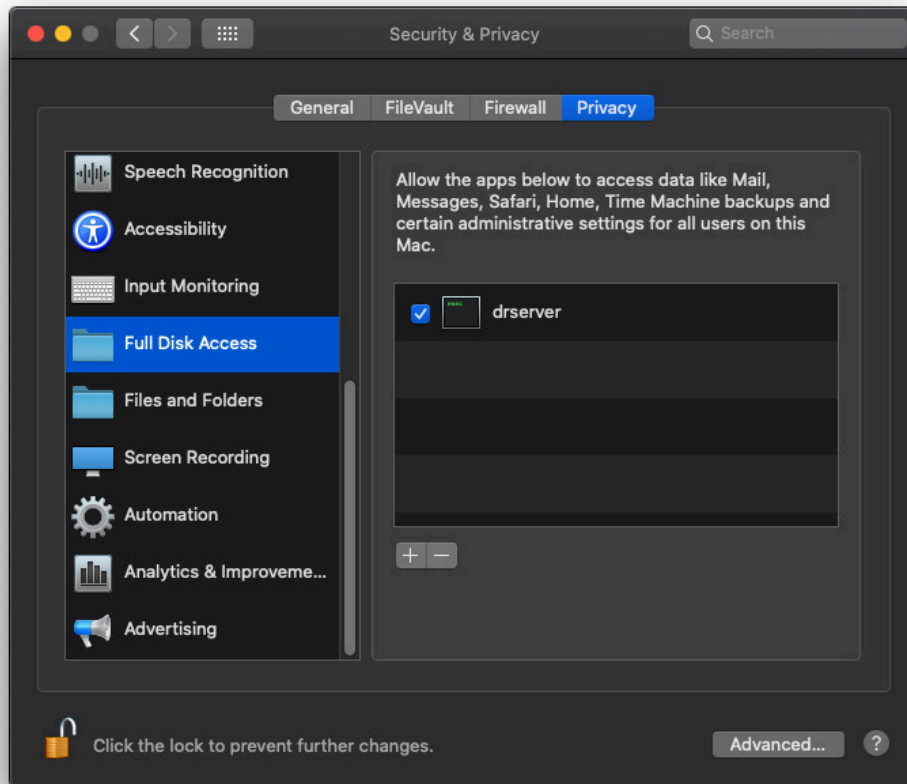 Security & Privacy
Search
General
FileVault
Firewall
Privacy
Speech Recognition
Accessibility
Input Monitoring
Full Disk Access
Files and Folders
Screen Recording
Automation
Analytics & Improveme...
Advertising
Allow the apps below to access data like Mail,
Messages, Safari, Home, Time Machine backups and
certain administrative settings for all users on this
Mac.
drserver
Click the lock to prevent further changes.
Advanced...
?